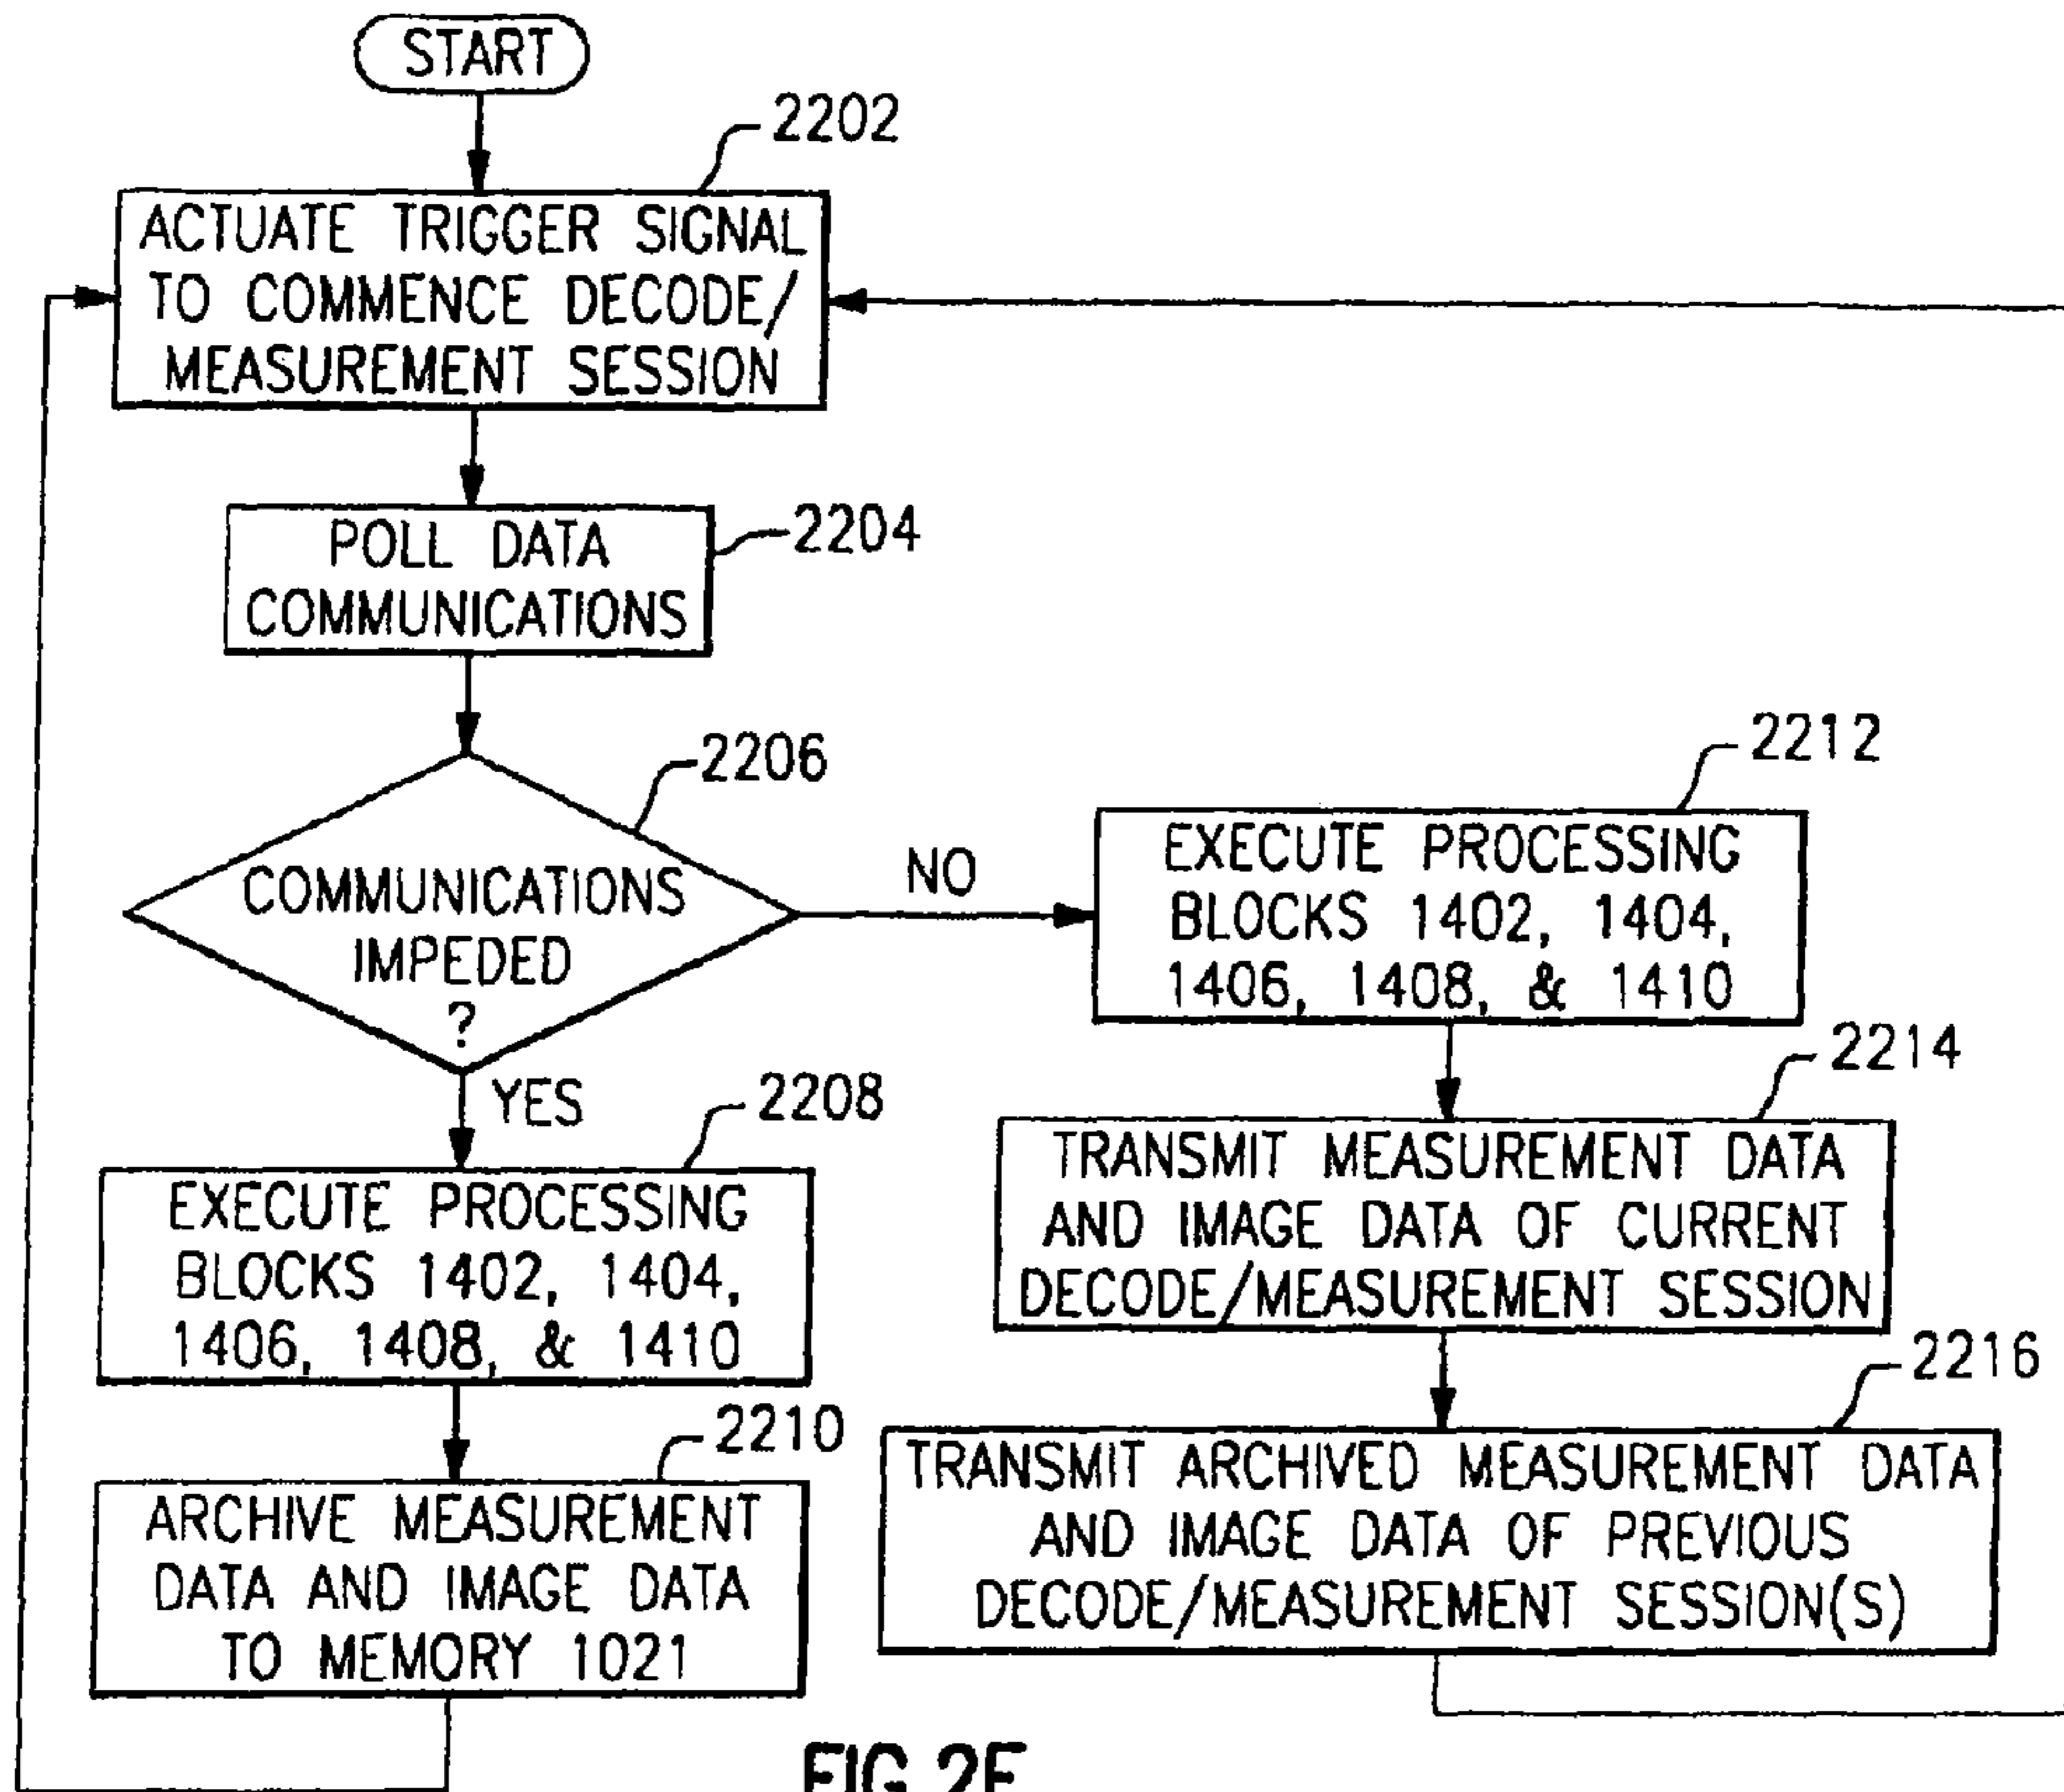 START
2202
ACTUATE TRIGGER SIGNAL
TO COMMENCE DECODE/
MEASUREMENT SESSION
2204
POLL DATA
COMMUNICATIONS
2206
COMMUNICATIONS
IMPEDED
?
NO
YES
2208
EXECUTE PROCESSING
BLOCKS 1402, 1404,
1406, 1408, & 1410
2210
ARCHIVE MEASUREMENT
DATA AND IMAGE DATA
TO MEMORY 1021
2212
EXECUTE PROCESSING
BLOCKS 1402, 1404,
1406, 1408, & 1410
2214
TRANSMIT MEASUREMENT DATA
AND IMAGE DATA OF CURRENT
DECODE/MEASUREMENT SESSION
2216
TRANSMIT ARCHIVED MEASUREMENT DATA
AND IMAGE DATA OF PREVIOUS
DECODE/MEASUREMENT SESSION(S)